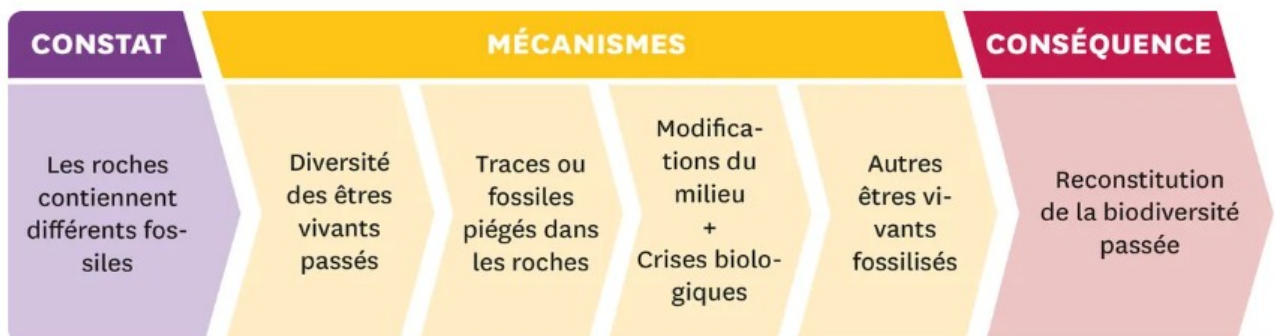 CONSTAT
MÉCANISMES
CONSÉQUENCE
Les roches
contiennent
différents fos-
siles
Diversité
des êtres
vivants
passés
Traces ou
fossiles
piégés dans
les roches
Modifica-
tions du
milieu
+
Crises biolo-
giques
Autres
êtres vi-
vants
fossilisés
Reconstitution
de la biodiversité
passée